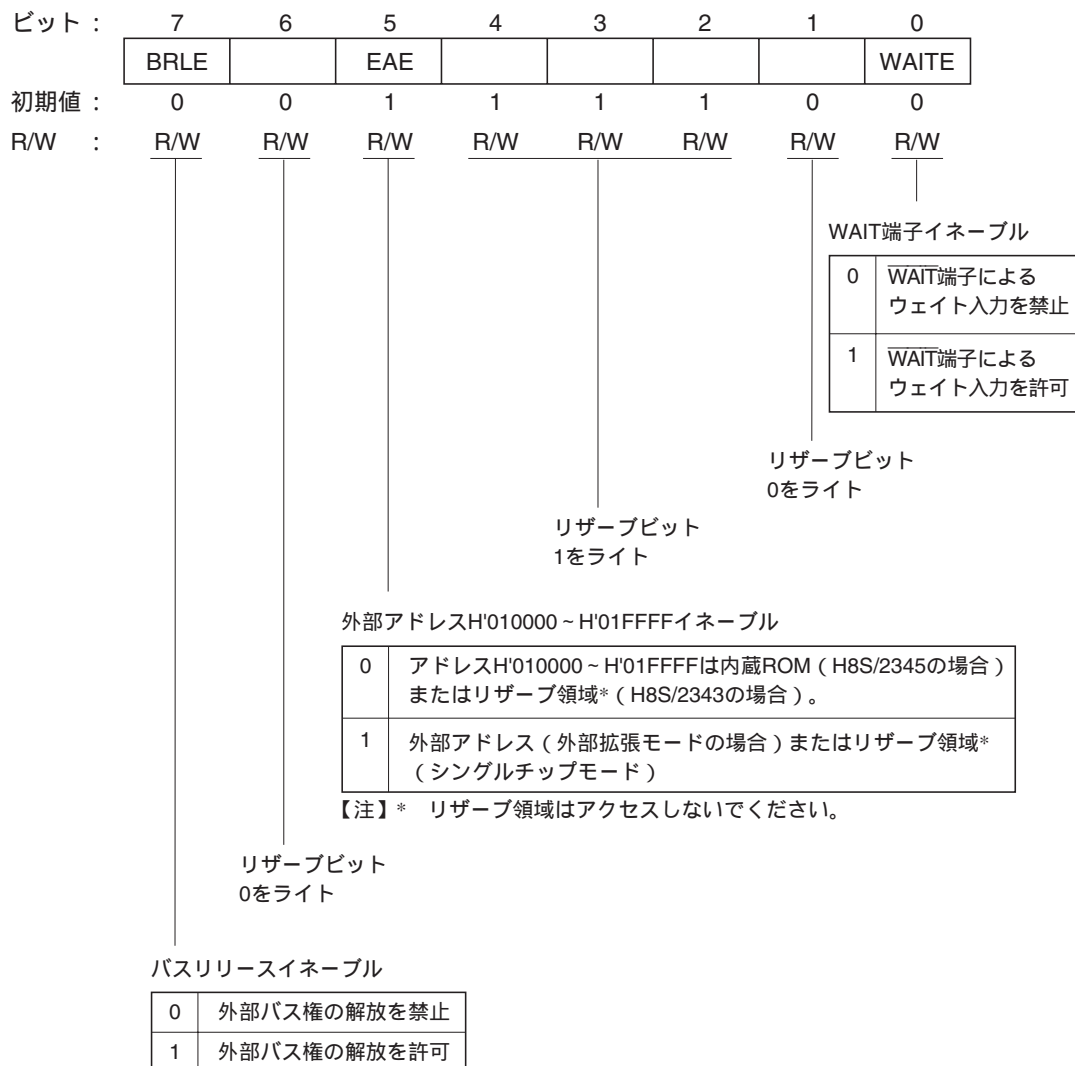 ビット : 7 6 5 4 3 2 1 0
BRLE EAE WAITE
初期値 : 0 0 1 1 1 1 0 0
R/W : R/W R/W R/W R/W R/W R/W R/W R/W
WAIT端子イネーブル
0 WAIT端子による
ウェイト入力を禁止
1 WAIT端子による
ウェイト入力を許可
リザーブビット
0をライト
リザーブビット
1をライト
外部アドレスH'010000～H'01FFFFイネーブル
0 アドレスH'010000～H'01FFFFは内蔵ROM（H8S/2345の場合）
またはリザーブ領域*（H8S/2343の場合）。
1 外部アドレス（外部拡張モードの場合）またはリザーブ領域*
（シングルチップモード）
【注】* リザーブ領域はアクセスしないでください。
リザーブビット
0をライト
バスリリースイネーブル
0 外部バス権の解放を禁止
1 外部バス権の解放を許可